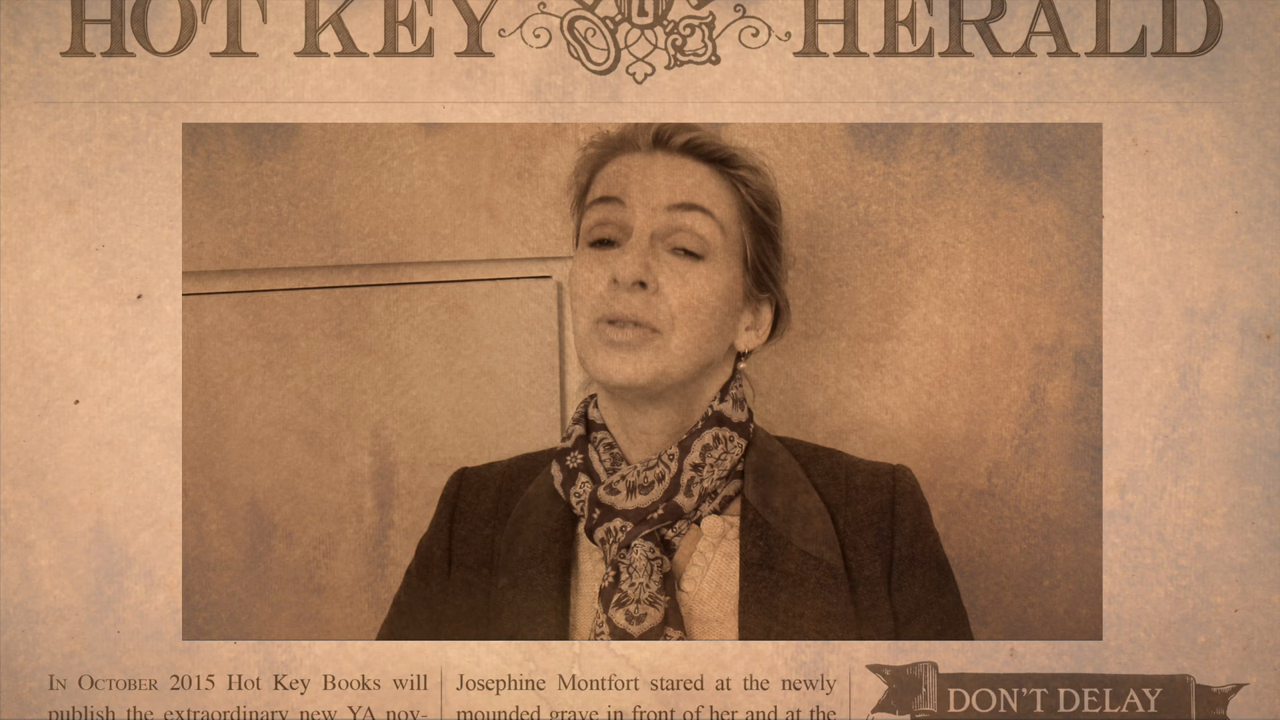 HOT KEY HERALD
IN OCTOBER 2015 Hot Key Books will
publish the extraordinary new YA nov-
Josephine Montfort stared at the newly
mounded grave in front of her and at the
DON'T DELAY